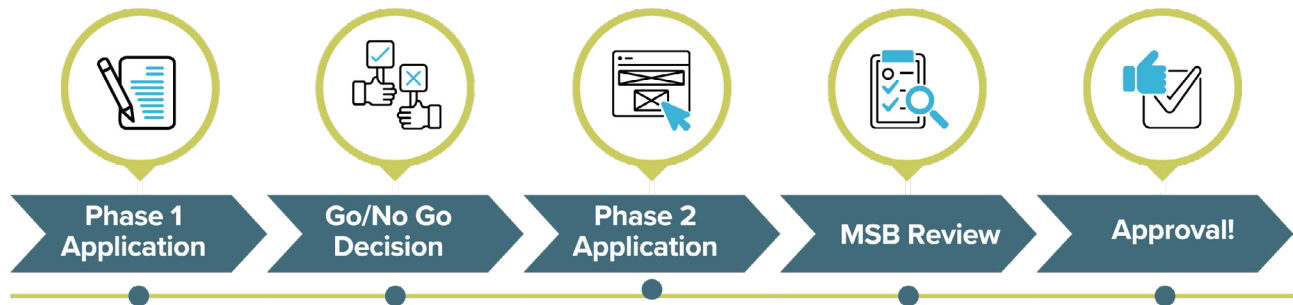 Phase 1
Application
Go/No Go
Decision
Phase 2
Application
MSB Review
Approval!